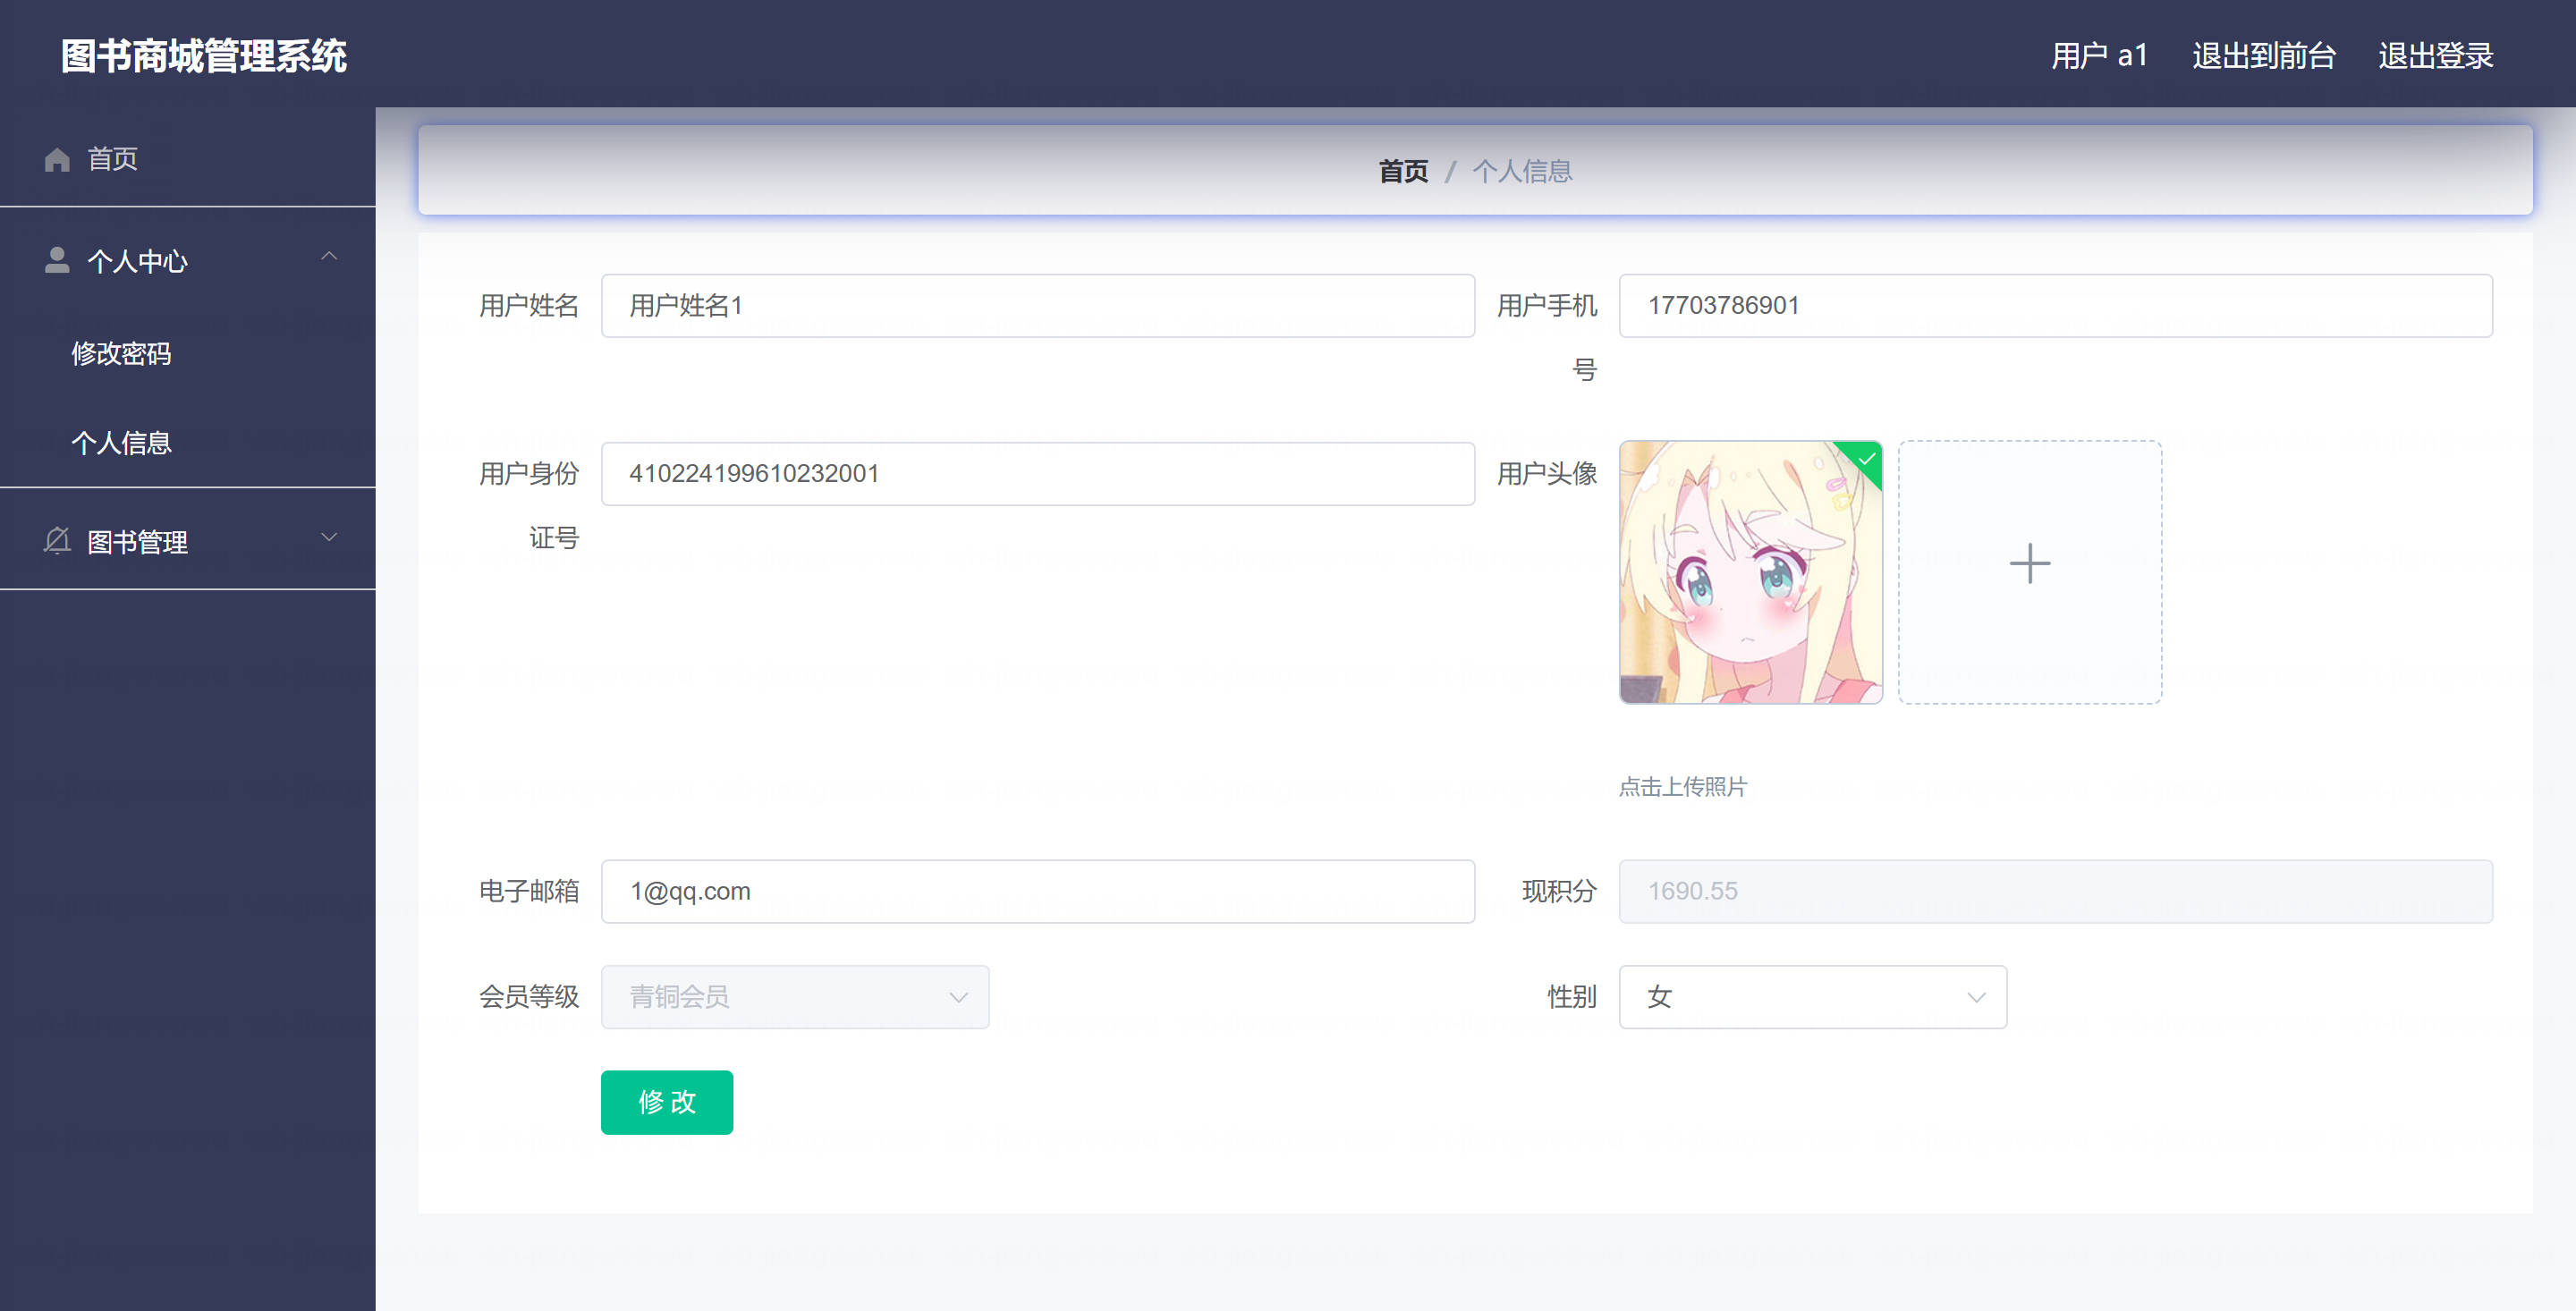 图书商城管理系统
用户 a1 退出到前台 退出登录
首页
个人中心
修改密码
个人信息
图书管理
首页 / 个人信息
用户姓名 用户姓名1
用户手机号 17703786901
用户身份证号 410224199610232001
用户头像
点击上传照片
电子邮箱 1@qq.com
现积分 1690.55
会员等级 青铜会员
性别 女
修 改